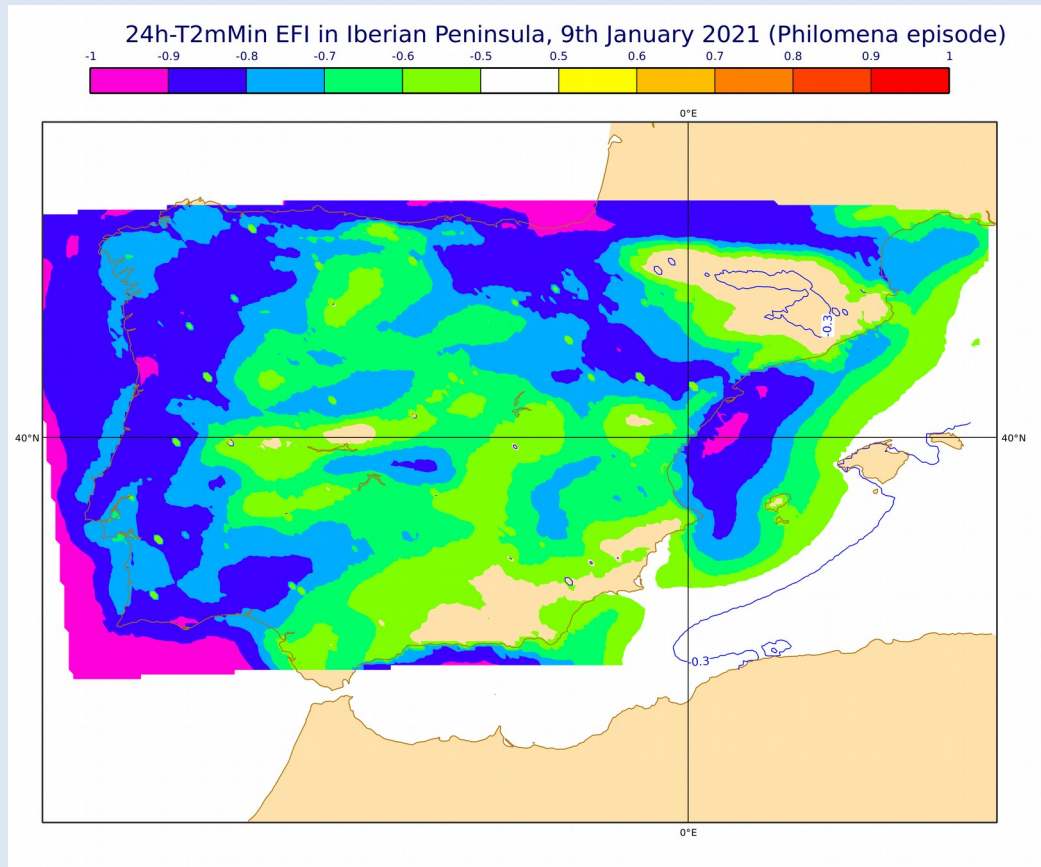 24h-T2mMin EFI in Iberian Peninsula, 9th January 2021 (Philomena episode)
-1 -0.9 -0.8 -0.7 -0.6 -0.5 0.5 0.6 0.7 0.8 0.9 1
0°E
-0.3
40°N 40°N
-0.3
0°E